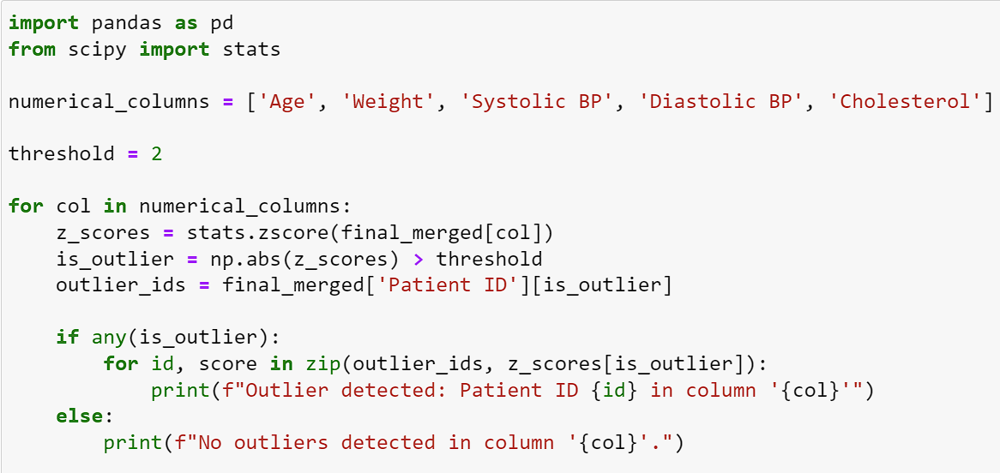 import pandas as pd
from scipy import stats

numerical_columns = ['Age', 'Weight', 'Systolic BP', 'Diastolic BP', 'Cholesterol']

threshold = 2

for col in numerical_columns:
    z_scores = stats.zscore(final_merged[col])
    is_outlier = np.abs(z_scores) > threshold
    outlier_ids = final_merged['Patient ID'][is_outlier]

    if any(is_outlier):
        for id, score in zip(outlier_ids, z_scores[is_outlier]):
            print(f"Outlier detected: Patient ID {id} in column '{col}'")
    else:
        print(f"No outliers detected in column '{col}'.")